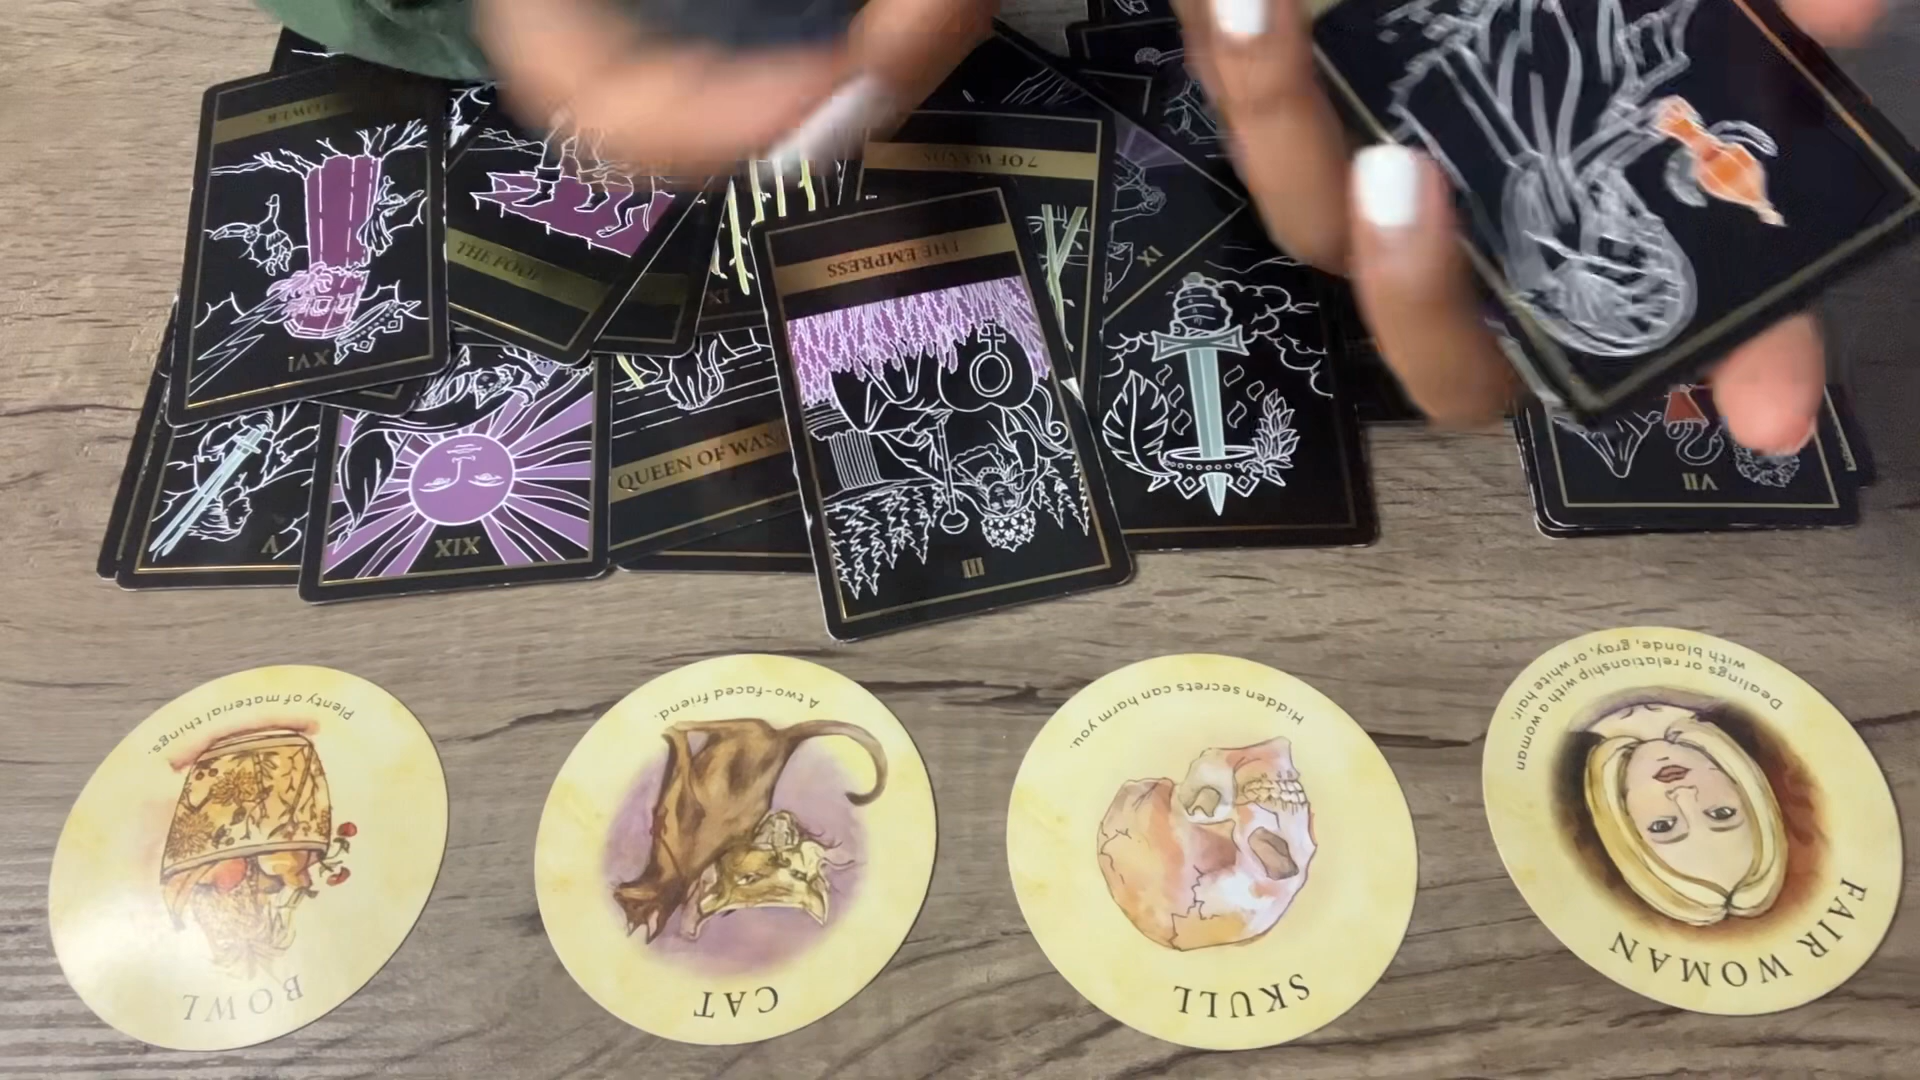 TOWER
XVI
THE FOOL
IX
7 OF WANDS
THE EMPRESS
III
IX
V
XIX
QUEEN OF WAN
VII
Plenty of material things.
BOWL
A two-faced friend.
CAT
Hidden secrets can harm you.
SKULL
Dealings or relationship with a woman
with blonde, gray, or white hair.
FAIR WOMAN